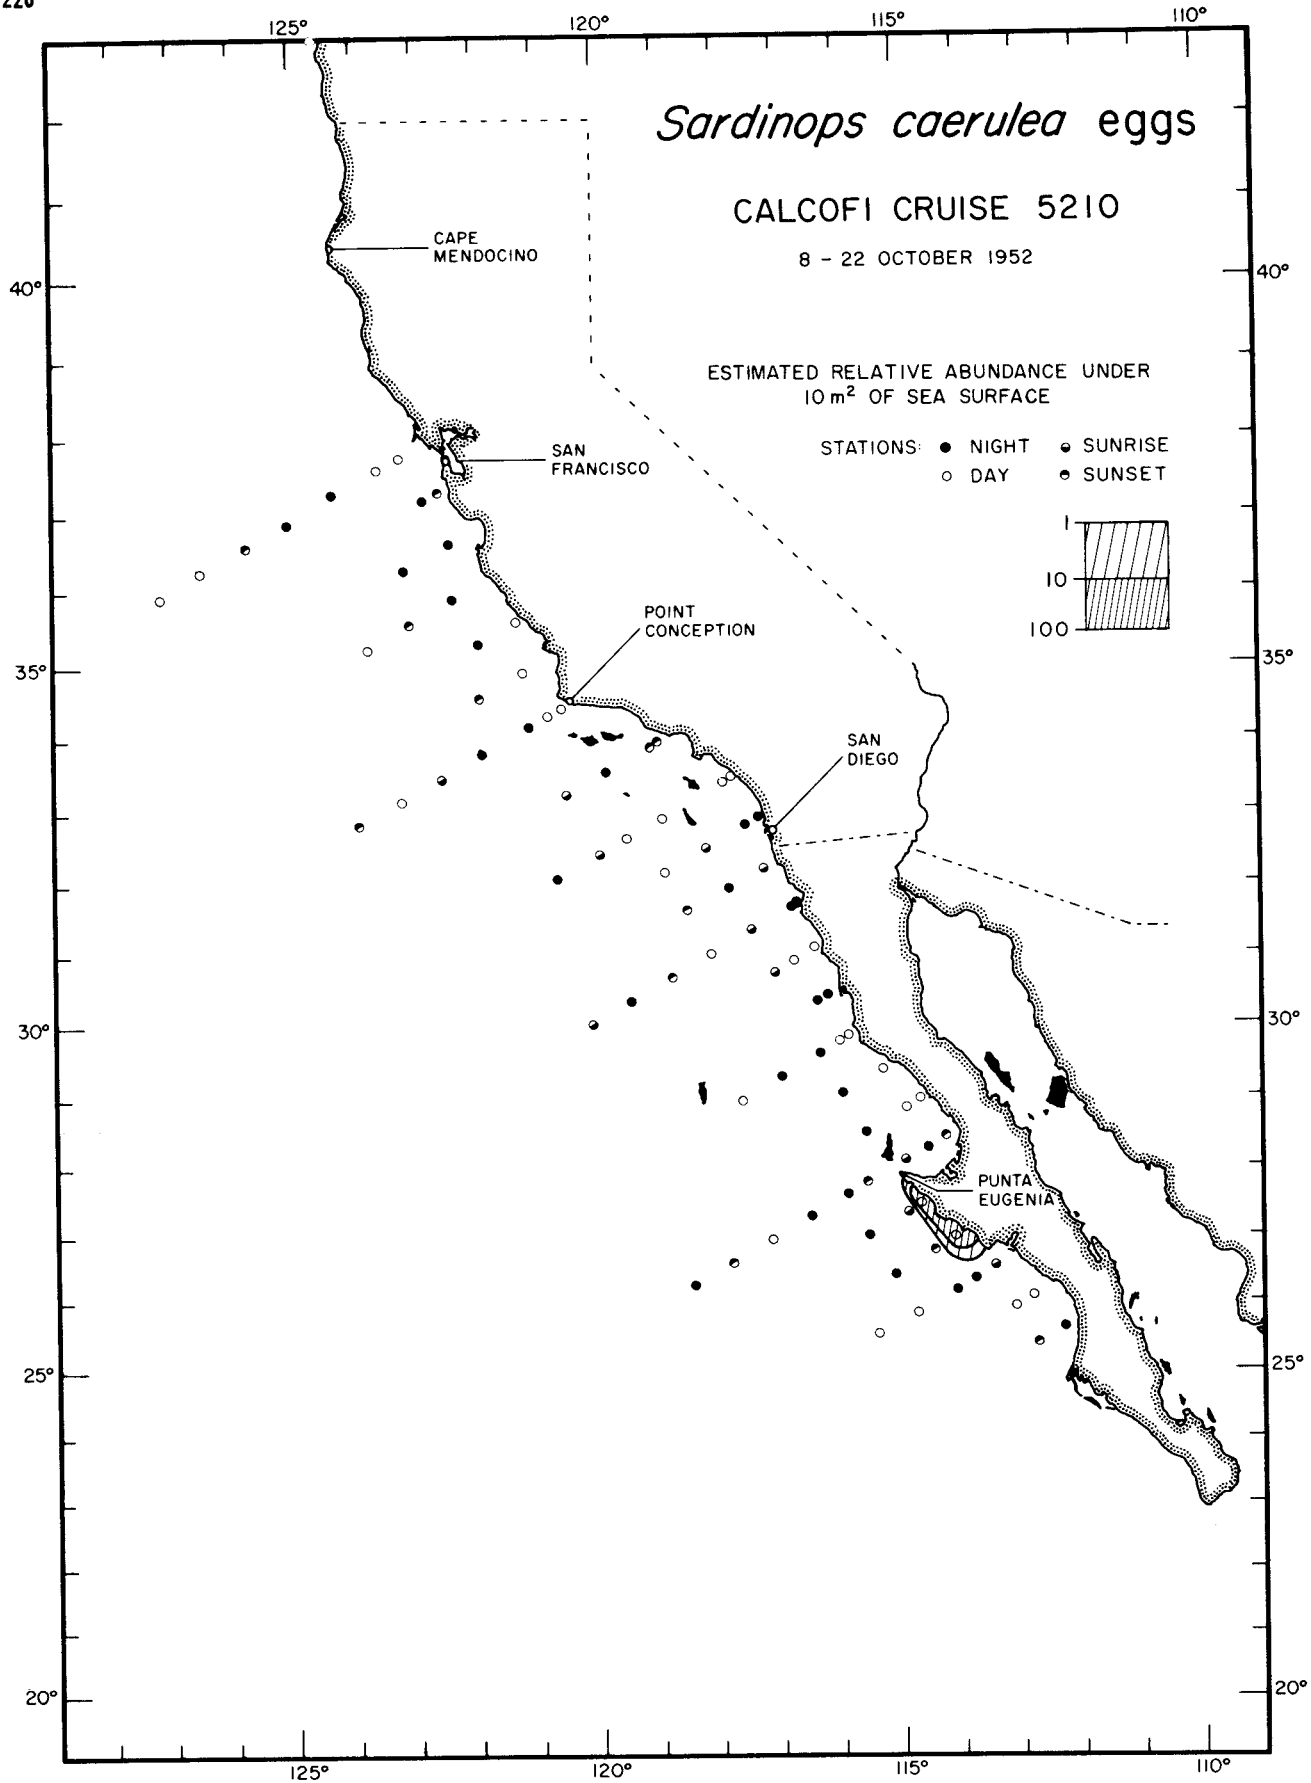 220
125° 120° 115° 110°
Sardinops caerulea eggs
CALCOFI CRUISE 5210
8 - 22 OCTOBER 1952
CAPE
MENDOCINO
40° 40°
ESTIMATED RELATIVE ABUNDANCE UNDER
10 m² OF SEA SURFACE
STATIONS: ● NIGHT ◒ SUNRISE
○ DAY ◓ SUNSET
SAN
FRANCISCO
1
10
100
POINT
CONCEPTION
35° 35°
SAN
DIEGO
30° 30°
PUNTA
EUGENIA
25° 25°
20° 20°
125° 120° 115° 110°